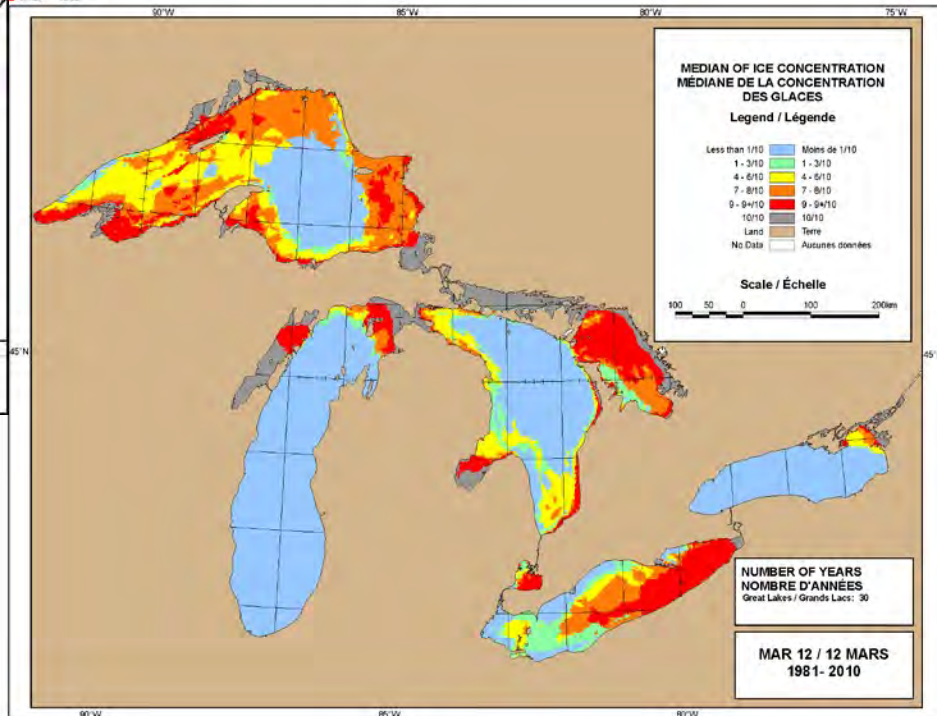 90°W 85°W 80°W 75°W
MEDIAN OF ICE CONCENTRATION
MÉDIANE DE LA CONCENTRATION
DES GLACES
Legend / Légende
Less than 1/10 Moins de 1/10
1 - 3/10 1 - 3/10
4 - 6/10 4 - 6/10
7 - 8/10 7 - 8/10
9 - 9+/10 9 - 9+/10
10/10 10/10
Land Terre
No Data Aucunes données
Scale / Échelle
100 50 0 100 200km
45°N 45°
NUMBER OF YEARS
NOMBRE D'ANNÉES
Great Lakes / Grands Lacs: 30
MAR 12 / 12 MARS
1981- 2010
90°W 85°W 80°W